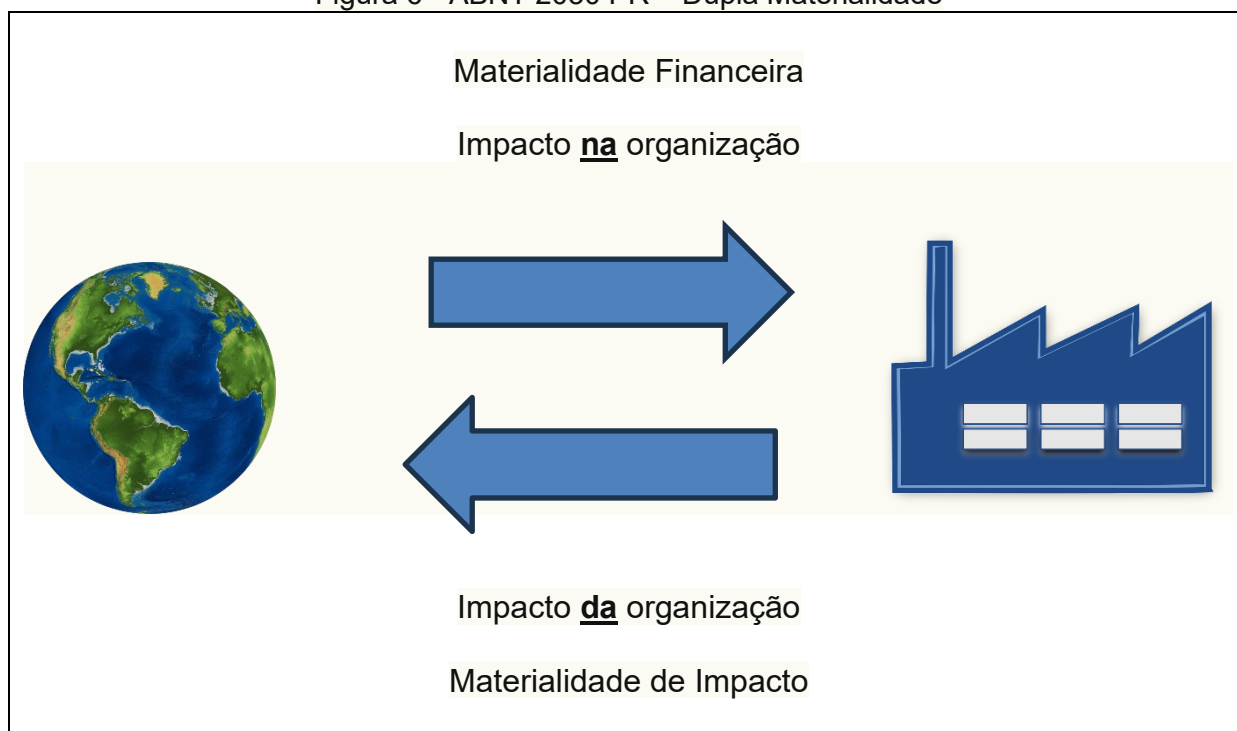 Materialidade Financeira
Impacto na organização
Impacto da organização
Materialidade de Impacto